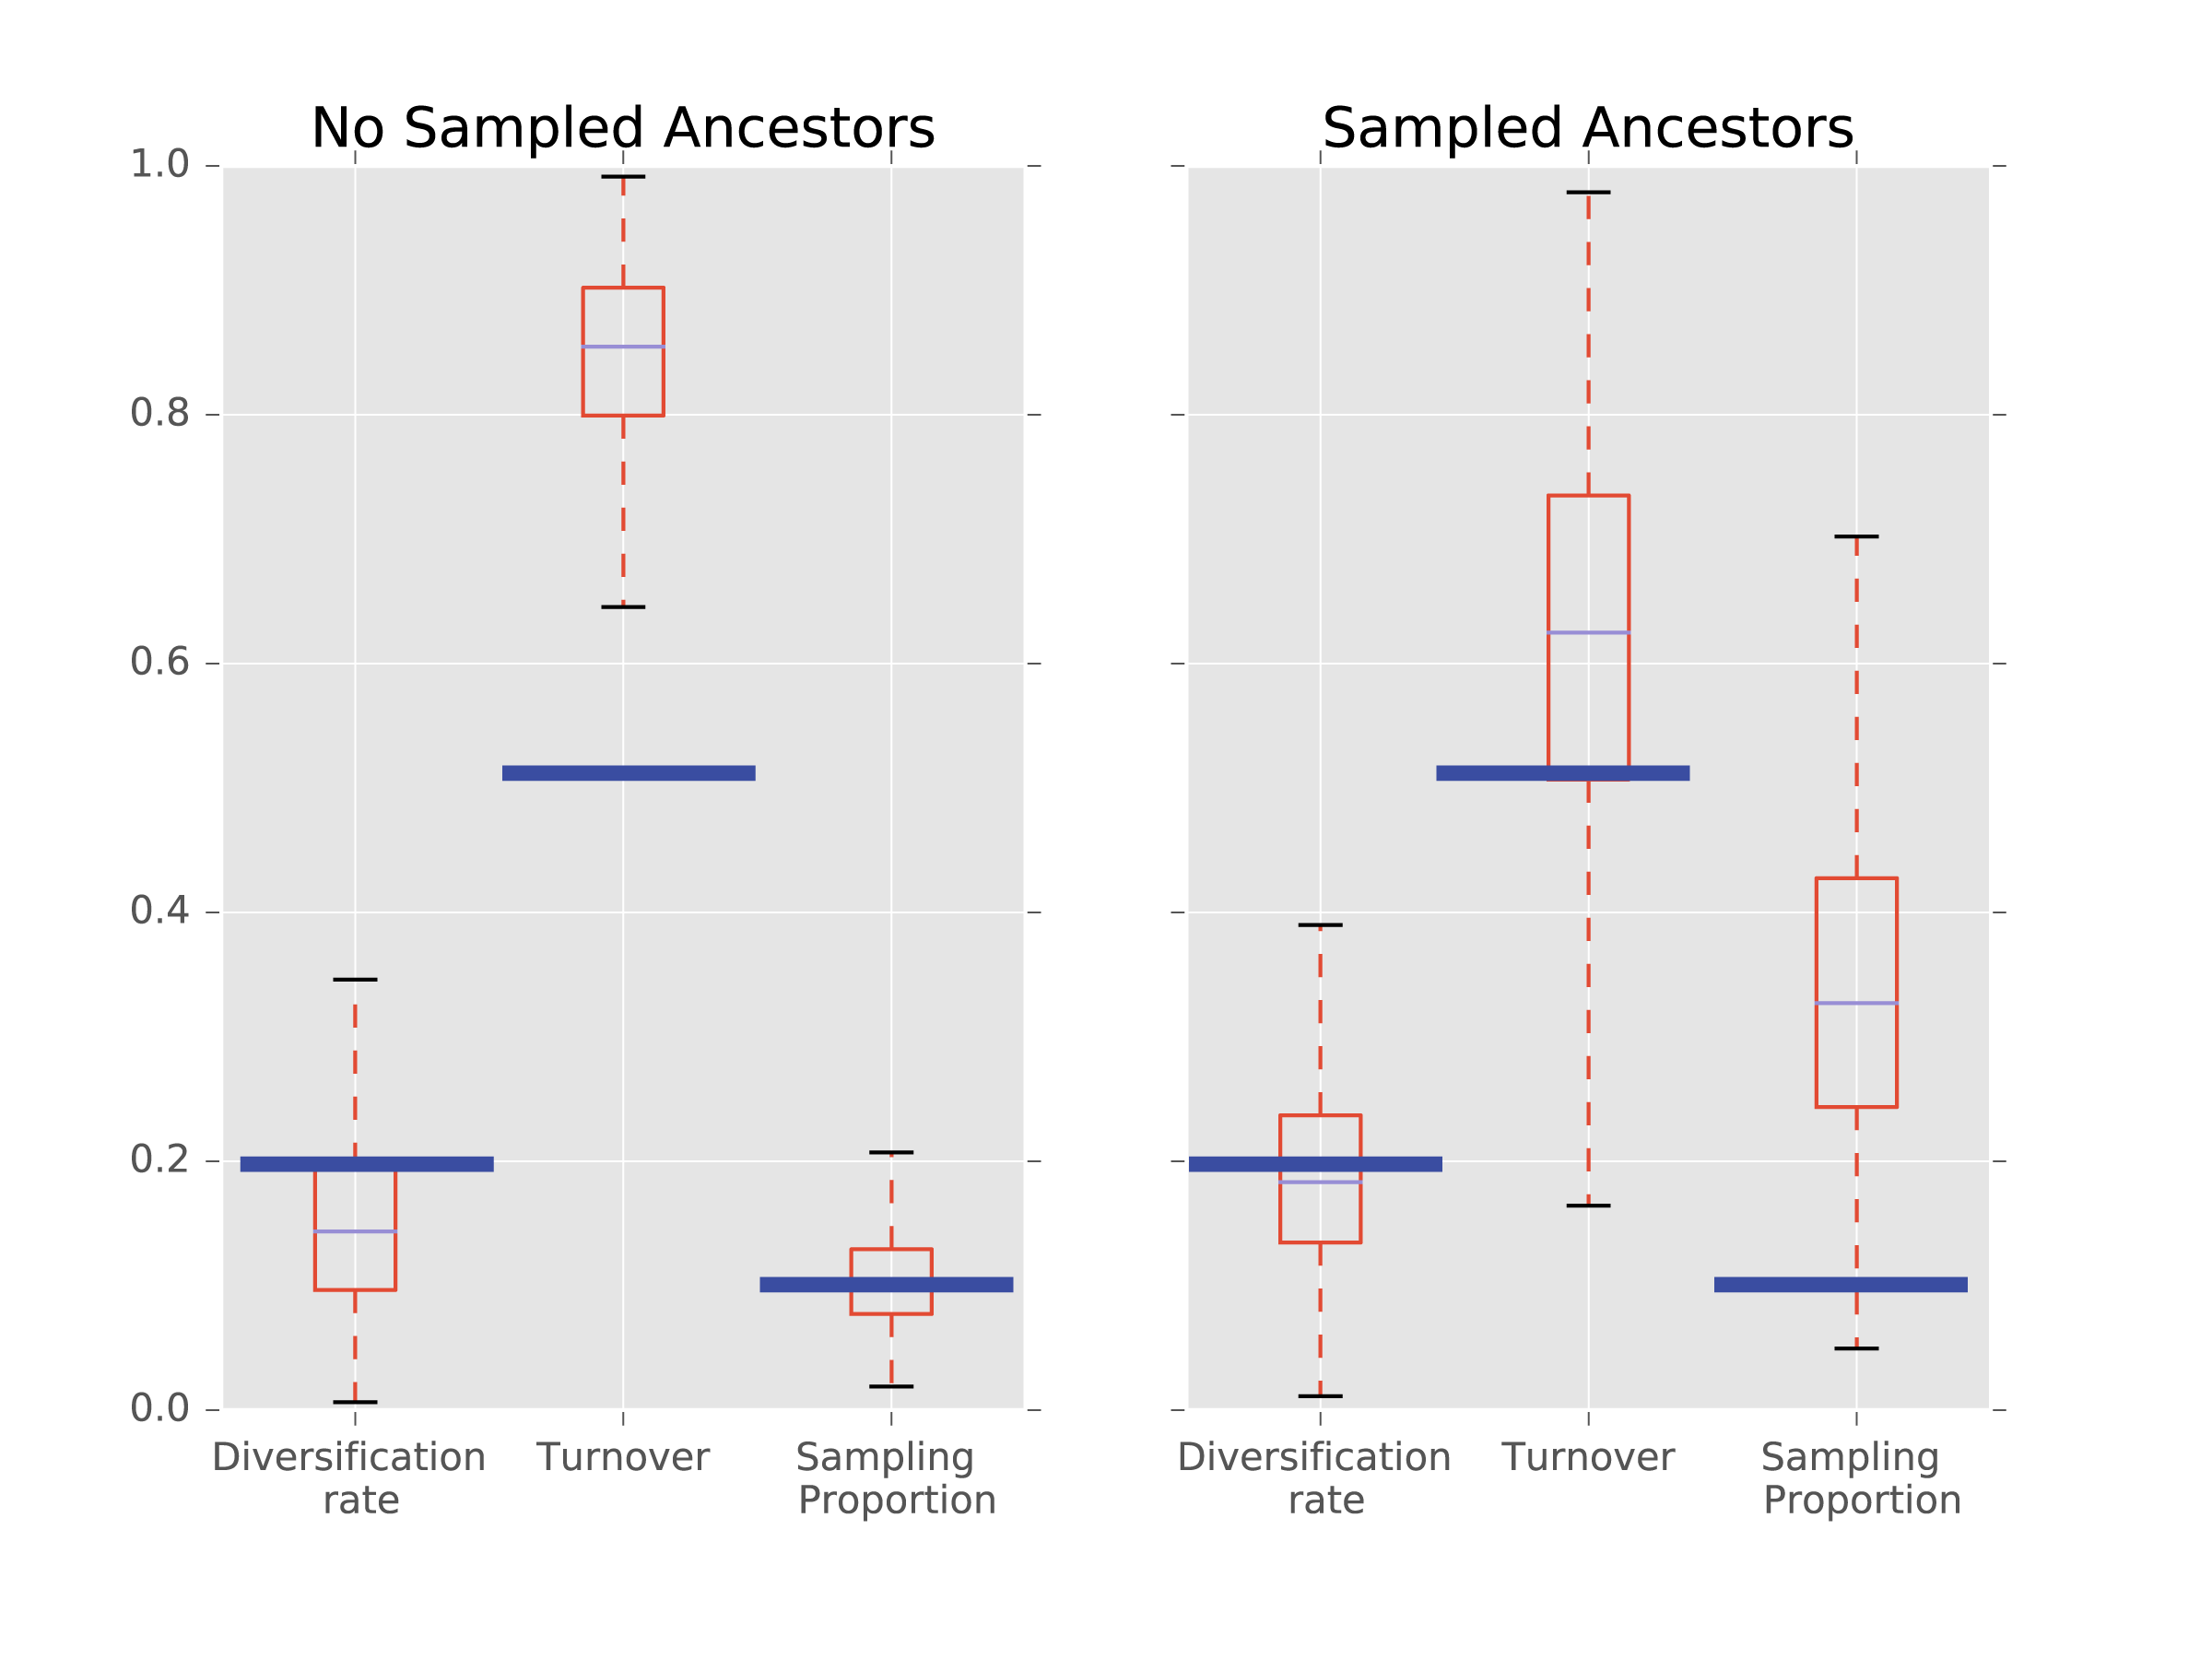 No Sampled Ancestors
Sampled Ancestors
1.0
0.8
0.6
0.4
0.2
0.0
Diversification
rate
Turnover
Sampling
Proportion
Diversification
rate
Turnover
Sampling
Proportion